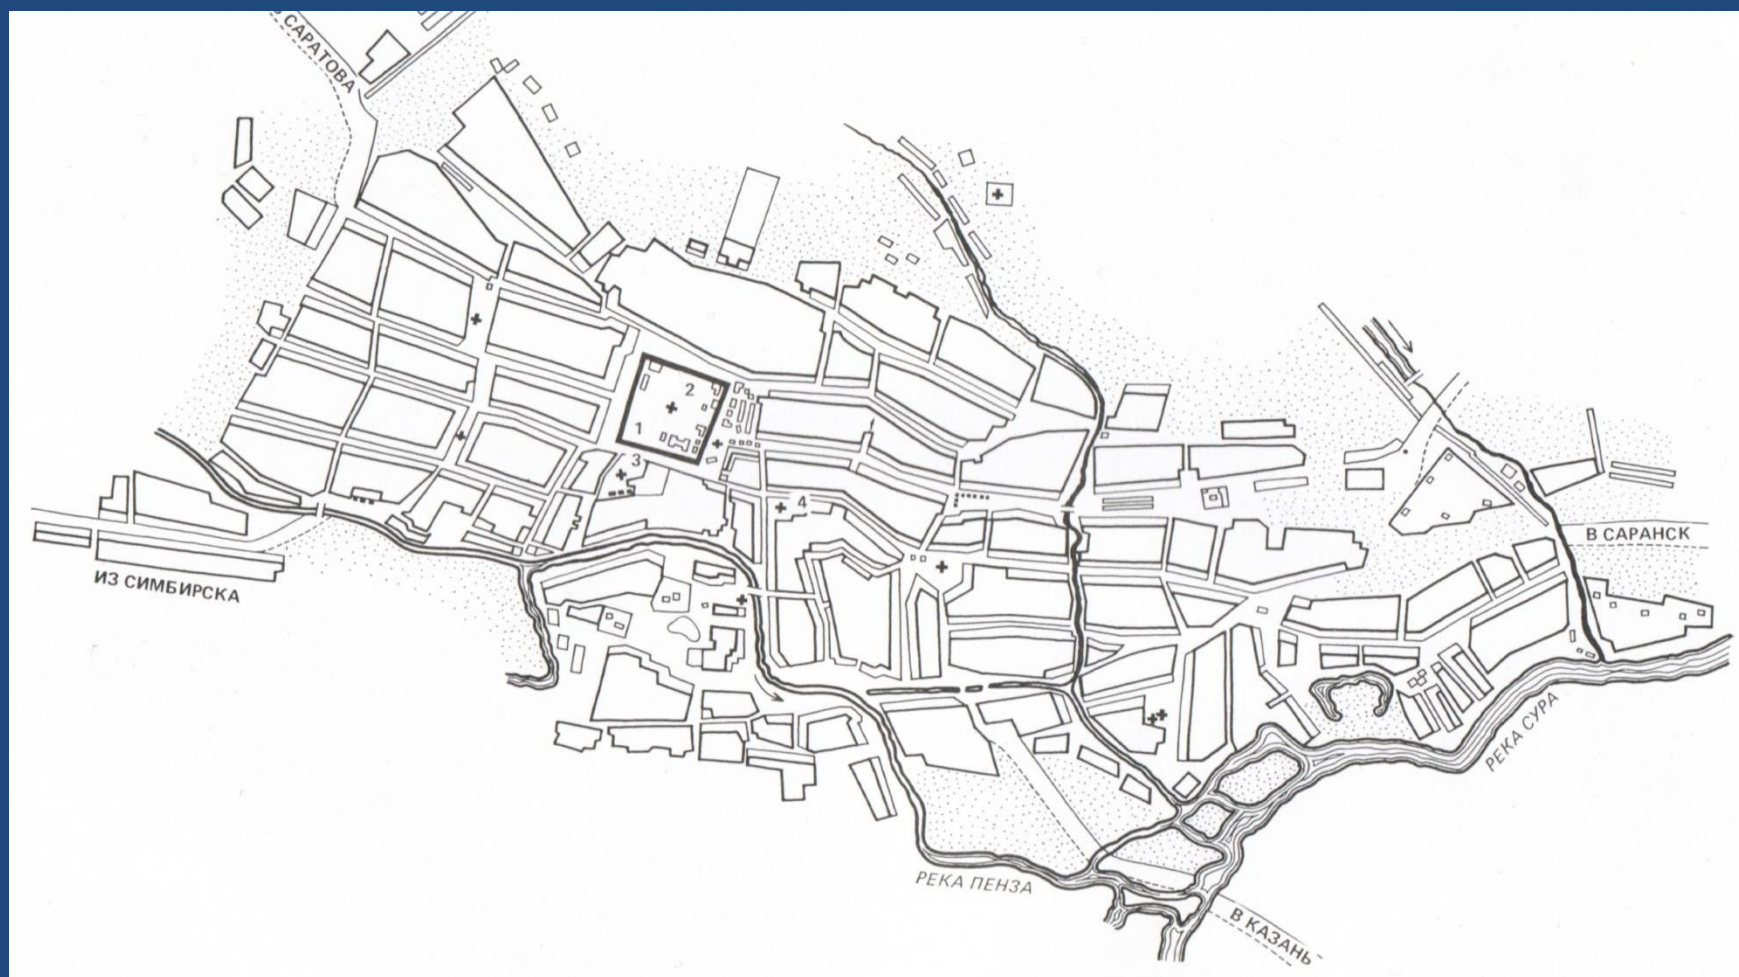 САРАТОВА
2
1
3
4
В САРАНСК
ИЗ СИМБИРСКА
РЕКА СУРА
РЕКА ПЕНЗА
В КАЗАНЬ